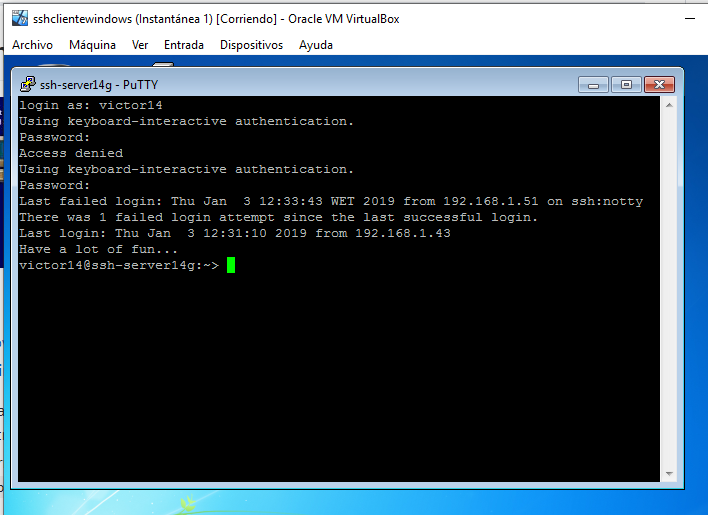 sshclientewindows (Instantánea 1) [Corriendo] - Oracle VM VirtualBox
Archivo Máquina Ver Entrada Dispositivos Ayuda
ssh-server14g - PuTTY
login as: victor14
Using keyboard-interactive authentication.
Password:
Access denied
Using keyboard-interactive authentication.
Password:
Last failed login: Thu Jan  3 12:33:43 WET 2019 from 192.168.1.51 on ssh:notty
There was 1 failed login attempt since the last successful login.
Last login: Thu Jan  3 12:31:10 2019 from 192.168.1.43
Have a lot of fun...
victor14@ssh-server14g:~>